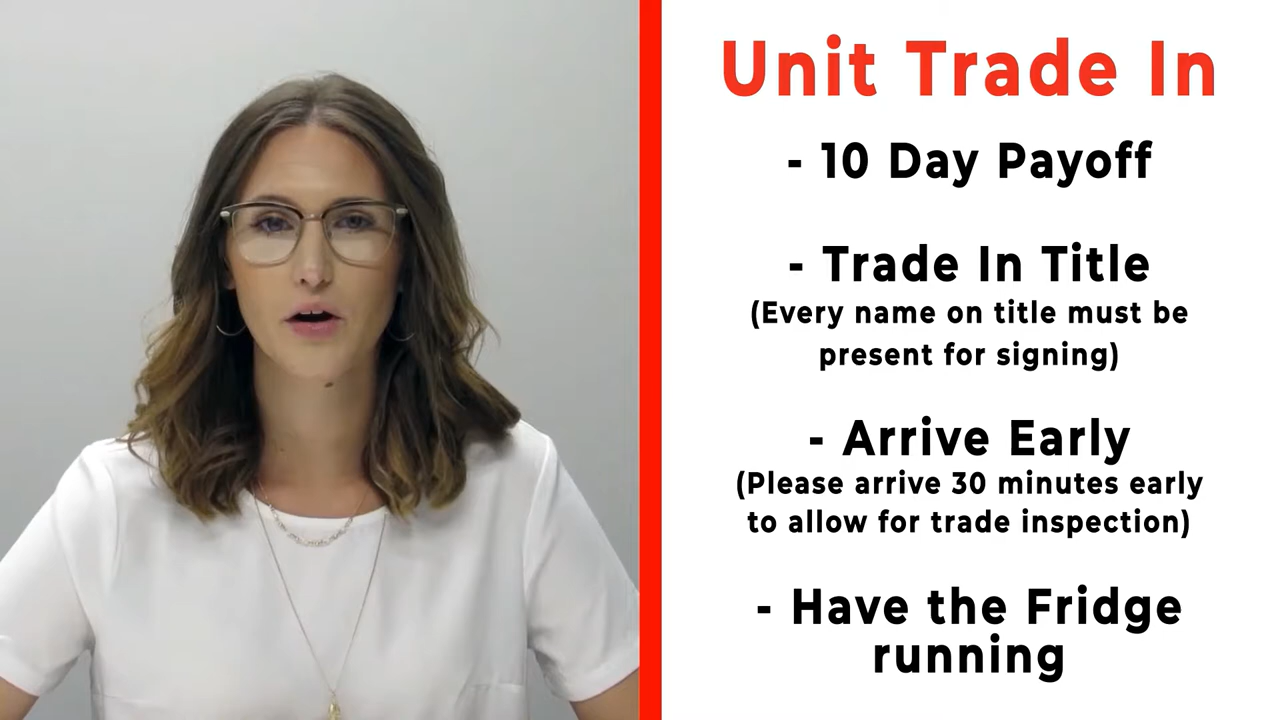 Unit Trade In
- 10 Day Payoff
- Trade In Title
(Every name on title must be
present for signing)
- Arrive Early
(Please arrive 30 minutes early
to allow for trade inspection)
- Have the Fridge
running